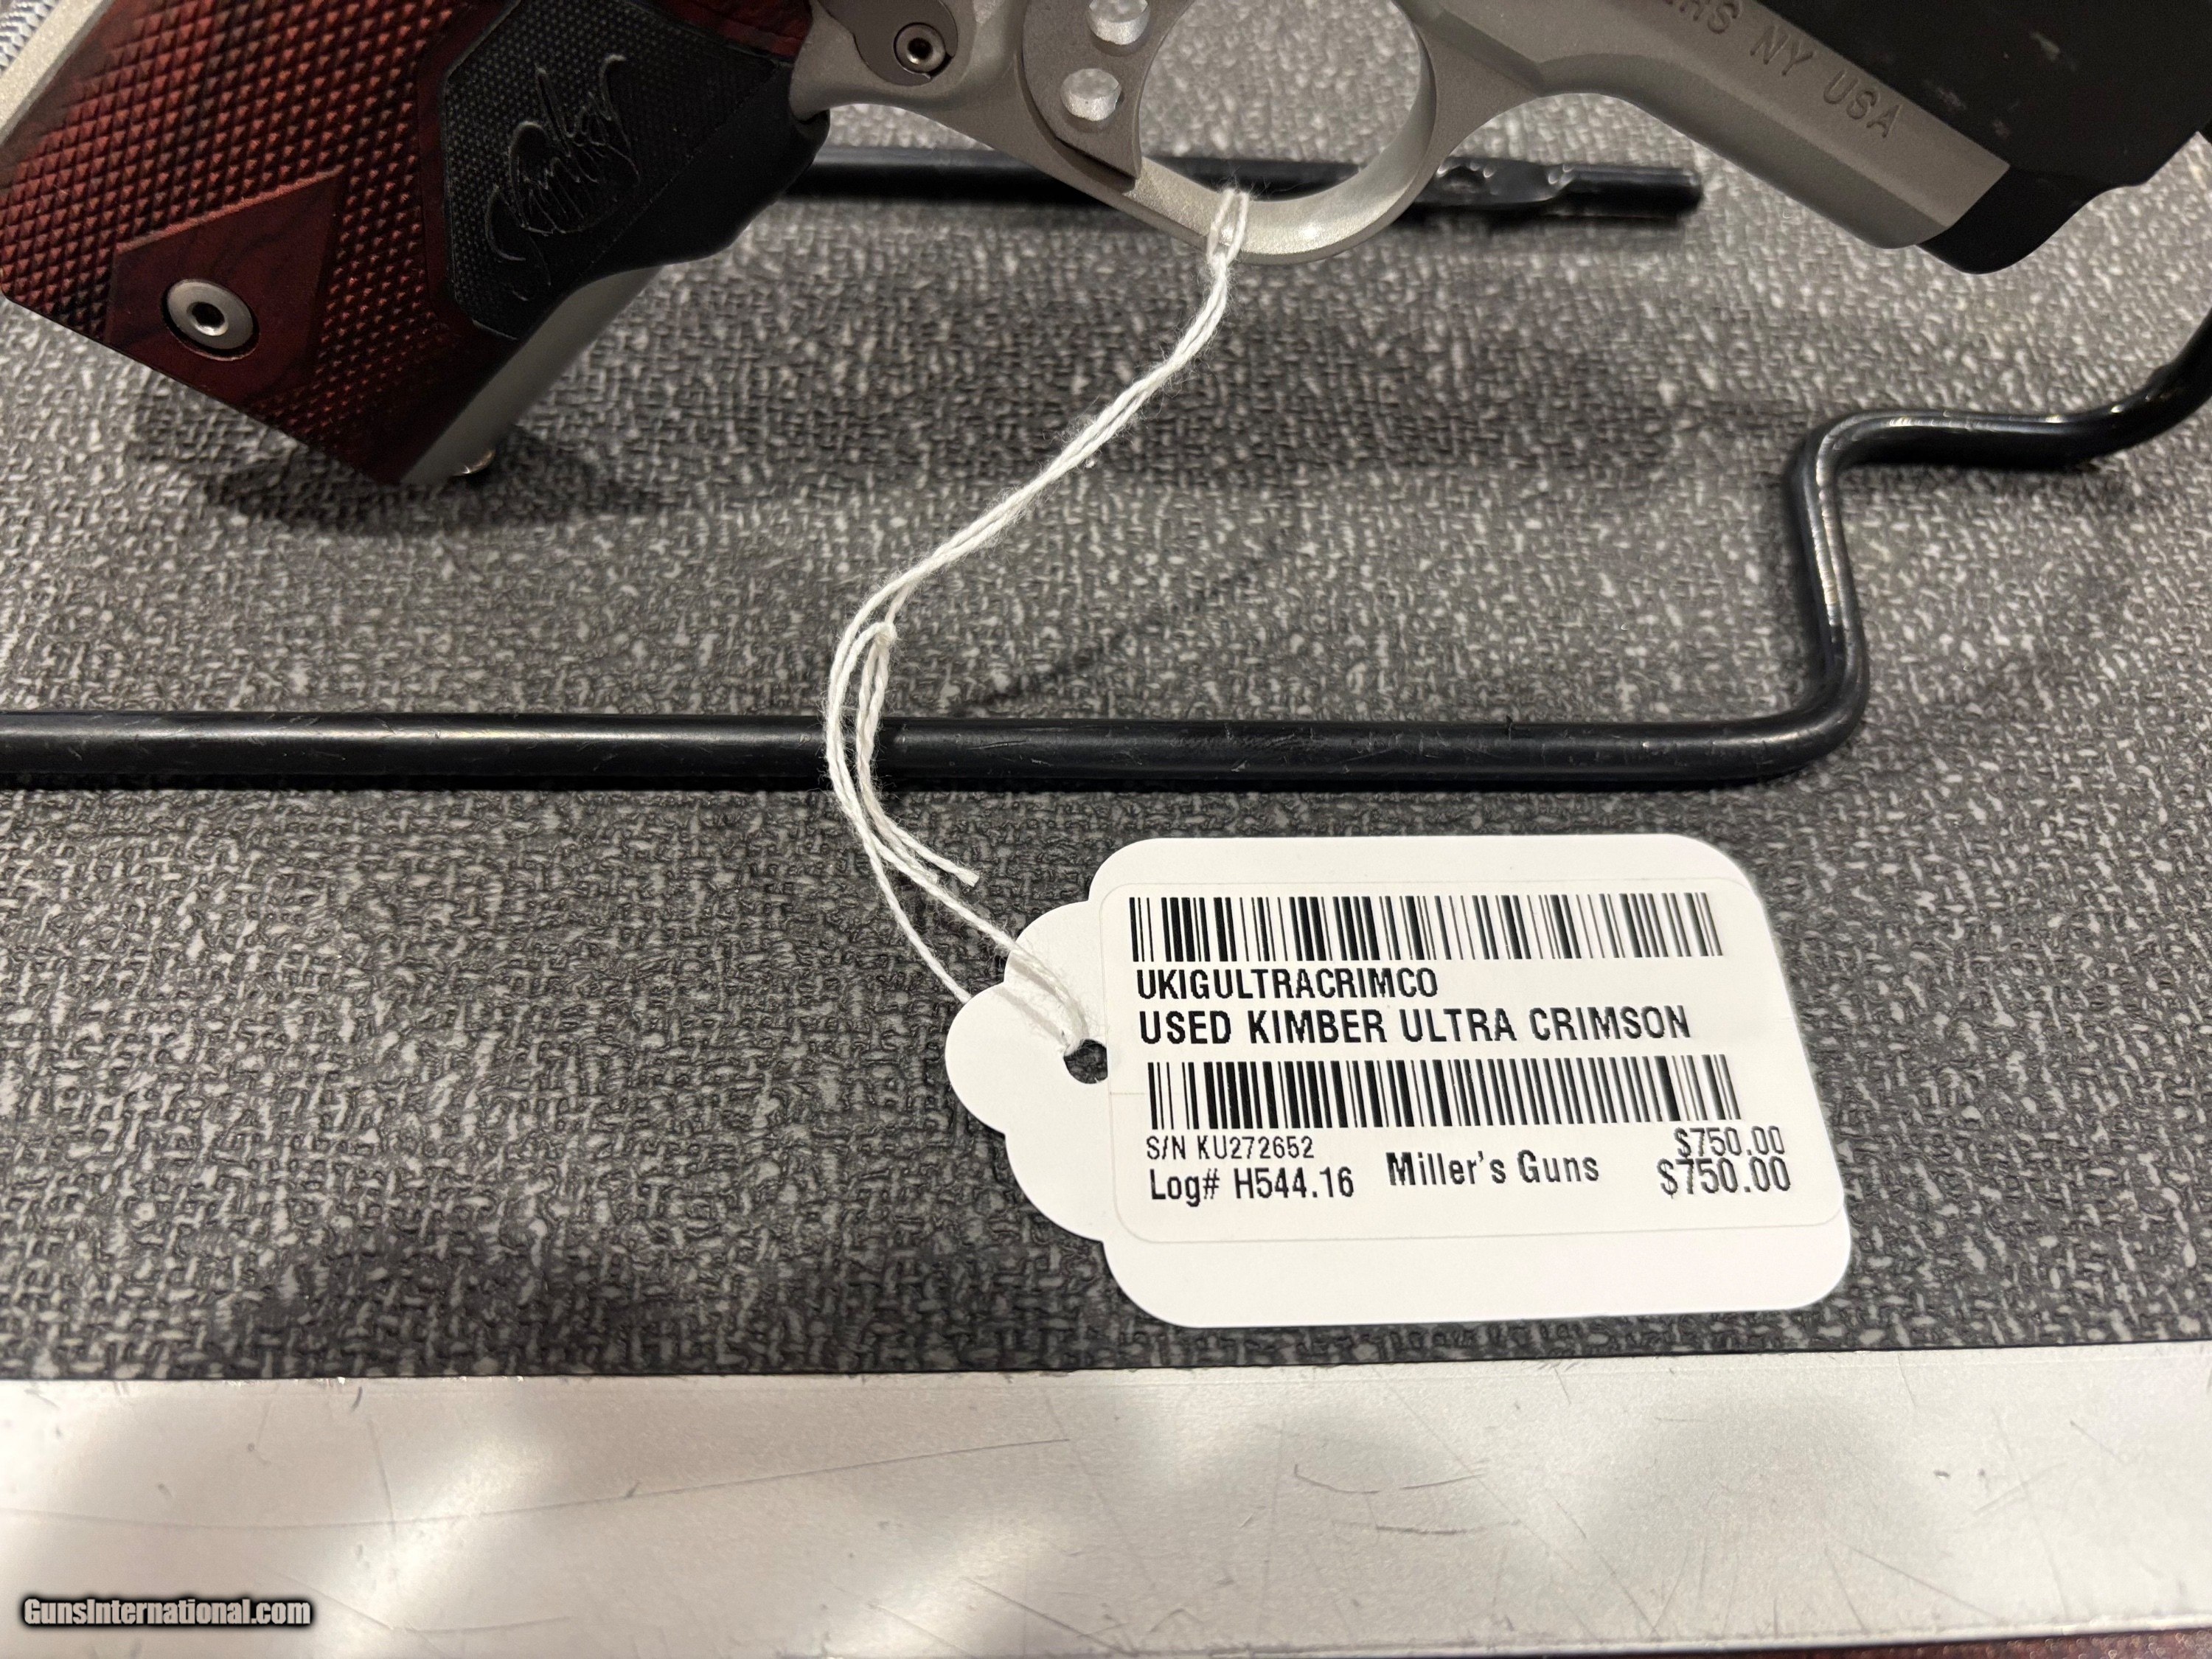 Kimber
NY USA
UKIGULTRACRIMCO
USED KIMBER ULTRA CRIMSON
S/N KU272652
$750.00
Log# H544.16
Miller's Guns
$750.00
GunsInternational.com